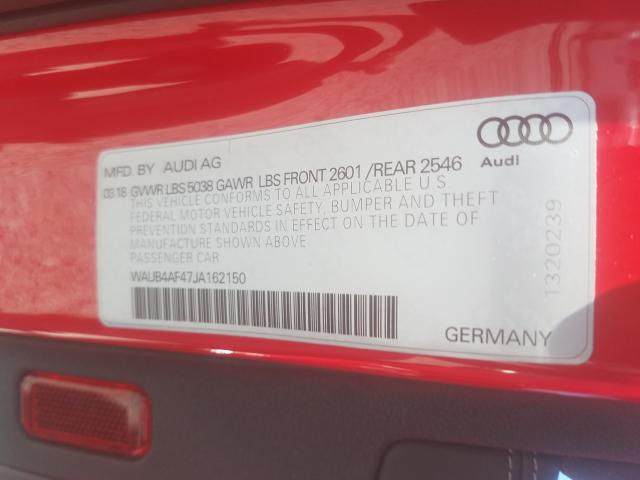 MFD. BY AUDI AG
03 18 GVWR LBS 5038 GAWR LBS FRONT 2601 /REAR 2546
THIS VEHICLE CONFORMS TO ALL APPLICABLE U S.
FEDERAL MOTOR VEHICLE SAFETY, BUMPER AND THEFT
PREVENTION STANDARDS IN EFFECT ON THE DATE OF
MANUFACTURE SHOWN ABOVE
PASSENGER CAR
WAUB4AF47JA162150
Audi
1320239
GERMANY